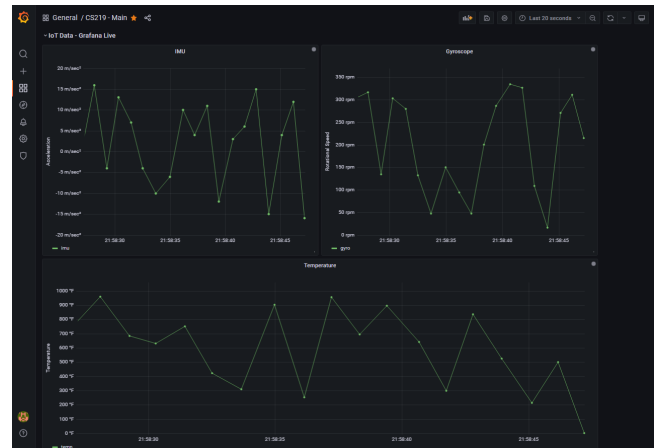 General / CS219 - Main
Last 20 seconds
IoT Data - Grafana Live
IMU
20 m/sec²
15 m/sec²
10 m/sec²
5 m/sec²
0 m/sec²
-5 m/sec²
-10 m/sec²
-15 m/sec²
-20 m/sec²
Acceleration
21:58:30 21:58:35 21:58:40 21:58:45
imu
Gyroscope
350 rpm
300 rpm
250 rpm
200 rpm
150 rpm
100 rpm
50 rpm
0 rpm
Rotational Speed
21:58:30 21:58:35 21:58:40 21:58:45
gyro
Temperature
1000 °F
900 °F
800 °F
700 °F
600 °F
500 °F
400 °F
300 °F
200 °F
100 °F
0 °F
Temperature
21:58:30 21:58:35 21:58:40 21:58:45
temp